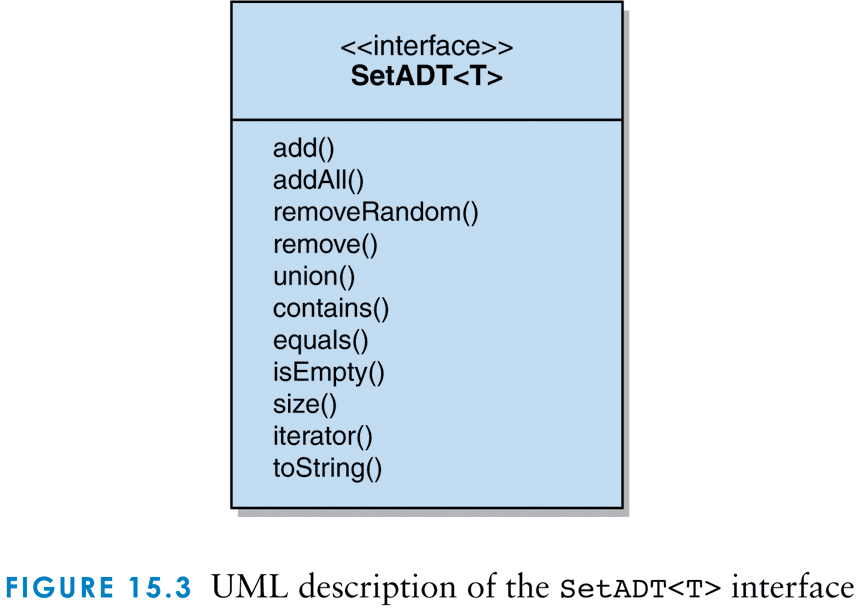 <<interface>>
SetADT<T>
add()
addAll()
removeRandom()
remove()
union()
contains()
equals()
isEmpty()
size()
iterator()
toString()
FIGURE 15.3 UML description of the SetADT<T> interface